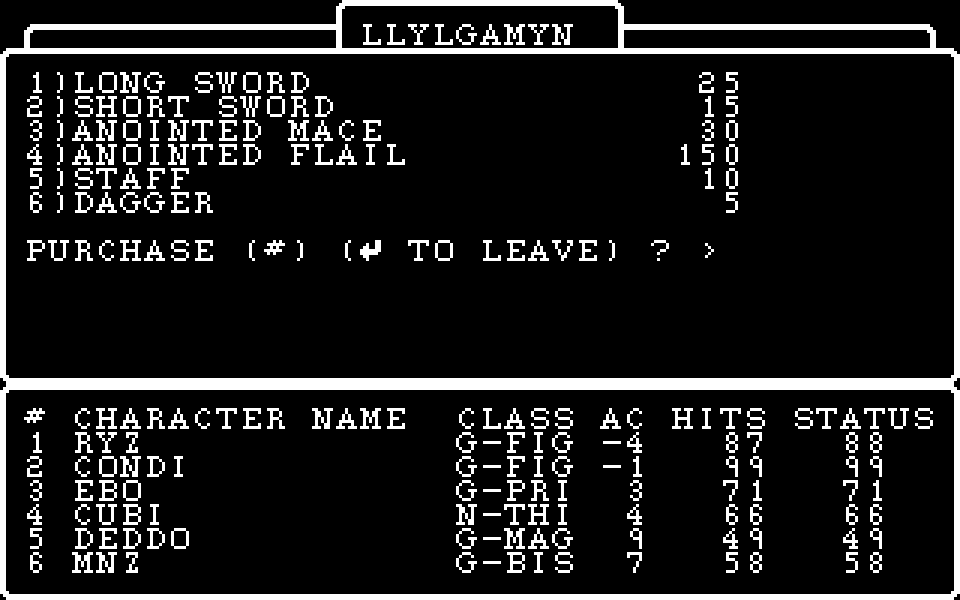 LLYLGAMYN
1)LONG SWORD 25
2)SHORT SWORD 15
3)ANOINTED MACE 30
4)ANOINTED FLAIL 150
5)STAFF 10
6)DAGGER 5
PURCHASE (#) (↵ TO LEAVE) ? >
# CHARACTER NAME CLASS AC HITS STATUS
1 RYZ G-FIG -4 87 88
2 CONDI G-FIG -1 99 99
3 EBO G-PRI 3 71 71
4 CUBI N-THI 4 66 66
5 DEDDO G-MAG 9 49 49
6 MNZ G-BIS 7 58 58